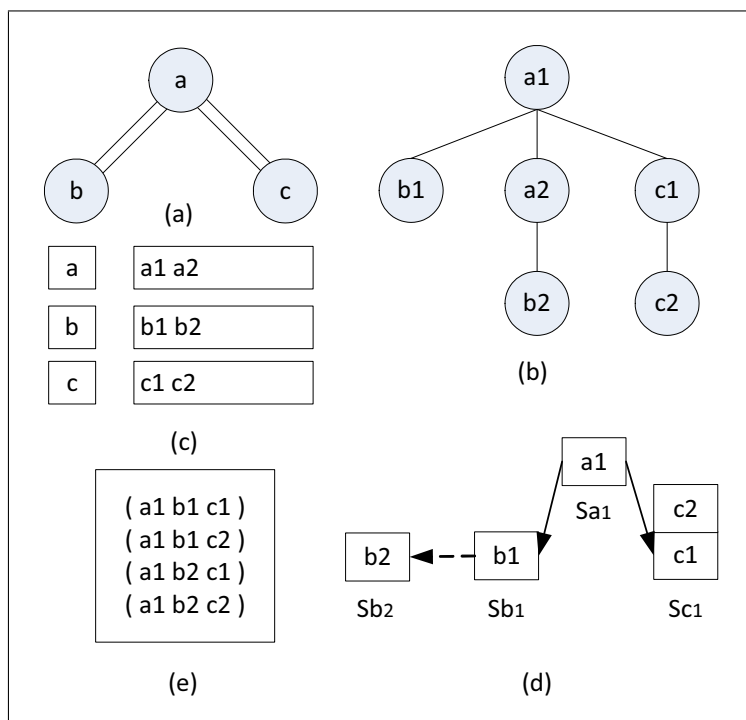 a
b
c
(a)
a
a1 a2
b
b1 b2
c
c1 c2
(c)
a1
b1
a2
c1
b2
c2
(b)
( a1 b1 c1 )
( a1 b1 c2 )
( a1 b2 c1 )
( a1 b2 c2 )
(e)
a1
Sa1
c2
c1
Sc1
b1
Sb1
b2
Sb2
(d)